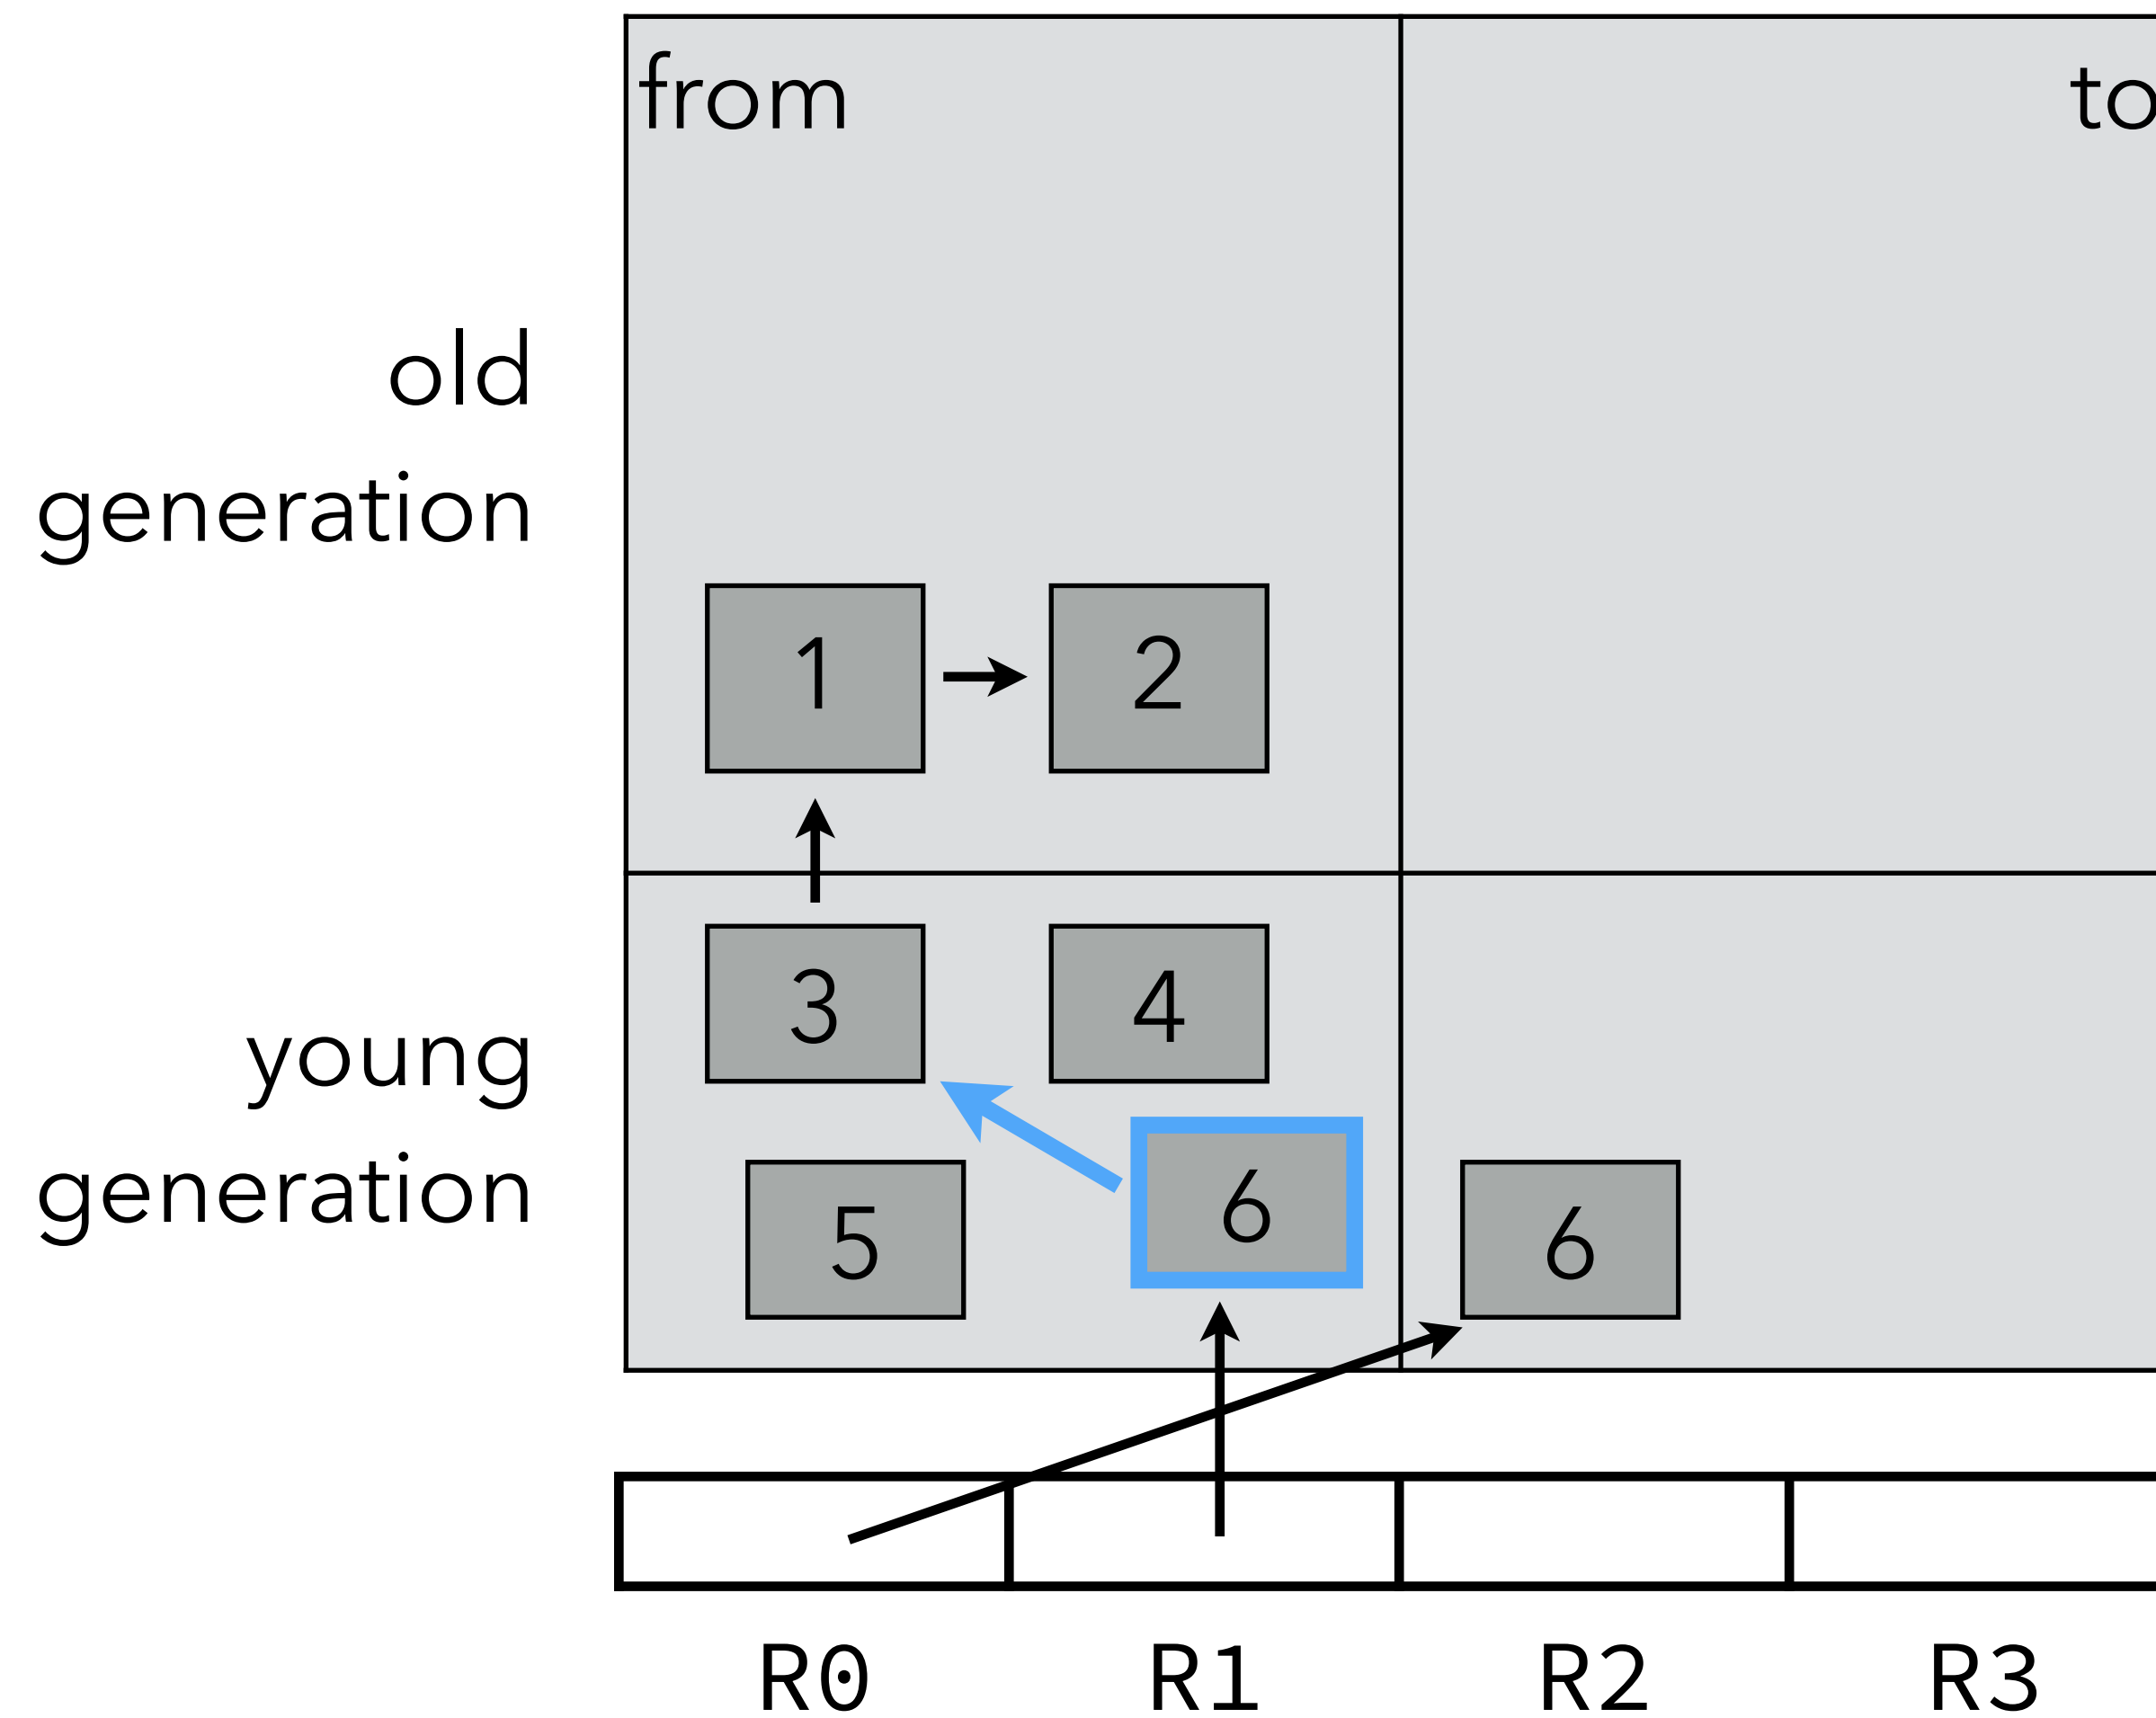 from
to
old
generation
1
2
3
4
young
generation
5
6
6
R0
R1
R2
R3